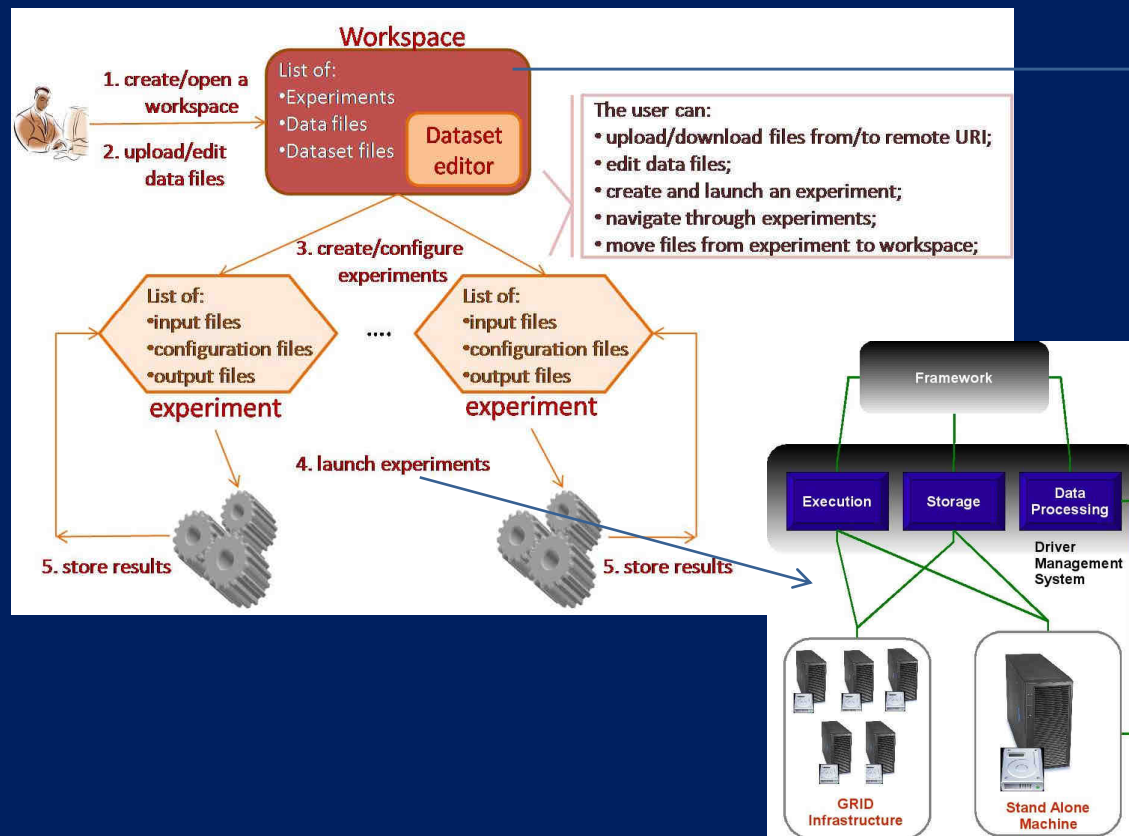 Workspace
1. create/open a
workspace
2. upload/edit
data files
List of:
•Experiments
•Data files
•Dataset files
Dataset
editor
The user can:
• upload/download files from/to remote URI;
• edit data files;
• create and launch an experiment;
• navigate through experiments;
• move files from experiment to workspace;
3. create/configure
experiments
List of:
•input files
•configuration files
•output files
experiment
....
List of:
•input files
•configuration files
•output files
experiment
4. launch experiments
5. store results
5. store results
Framework
Execution
Storage
Data
Processing
Driver
Management
System
GRID
Infrastructure
Stand Alone
Machine